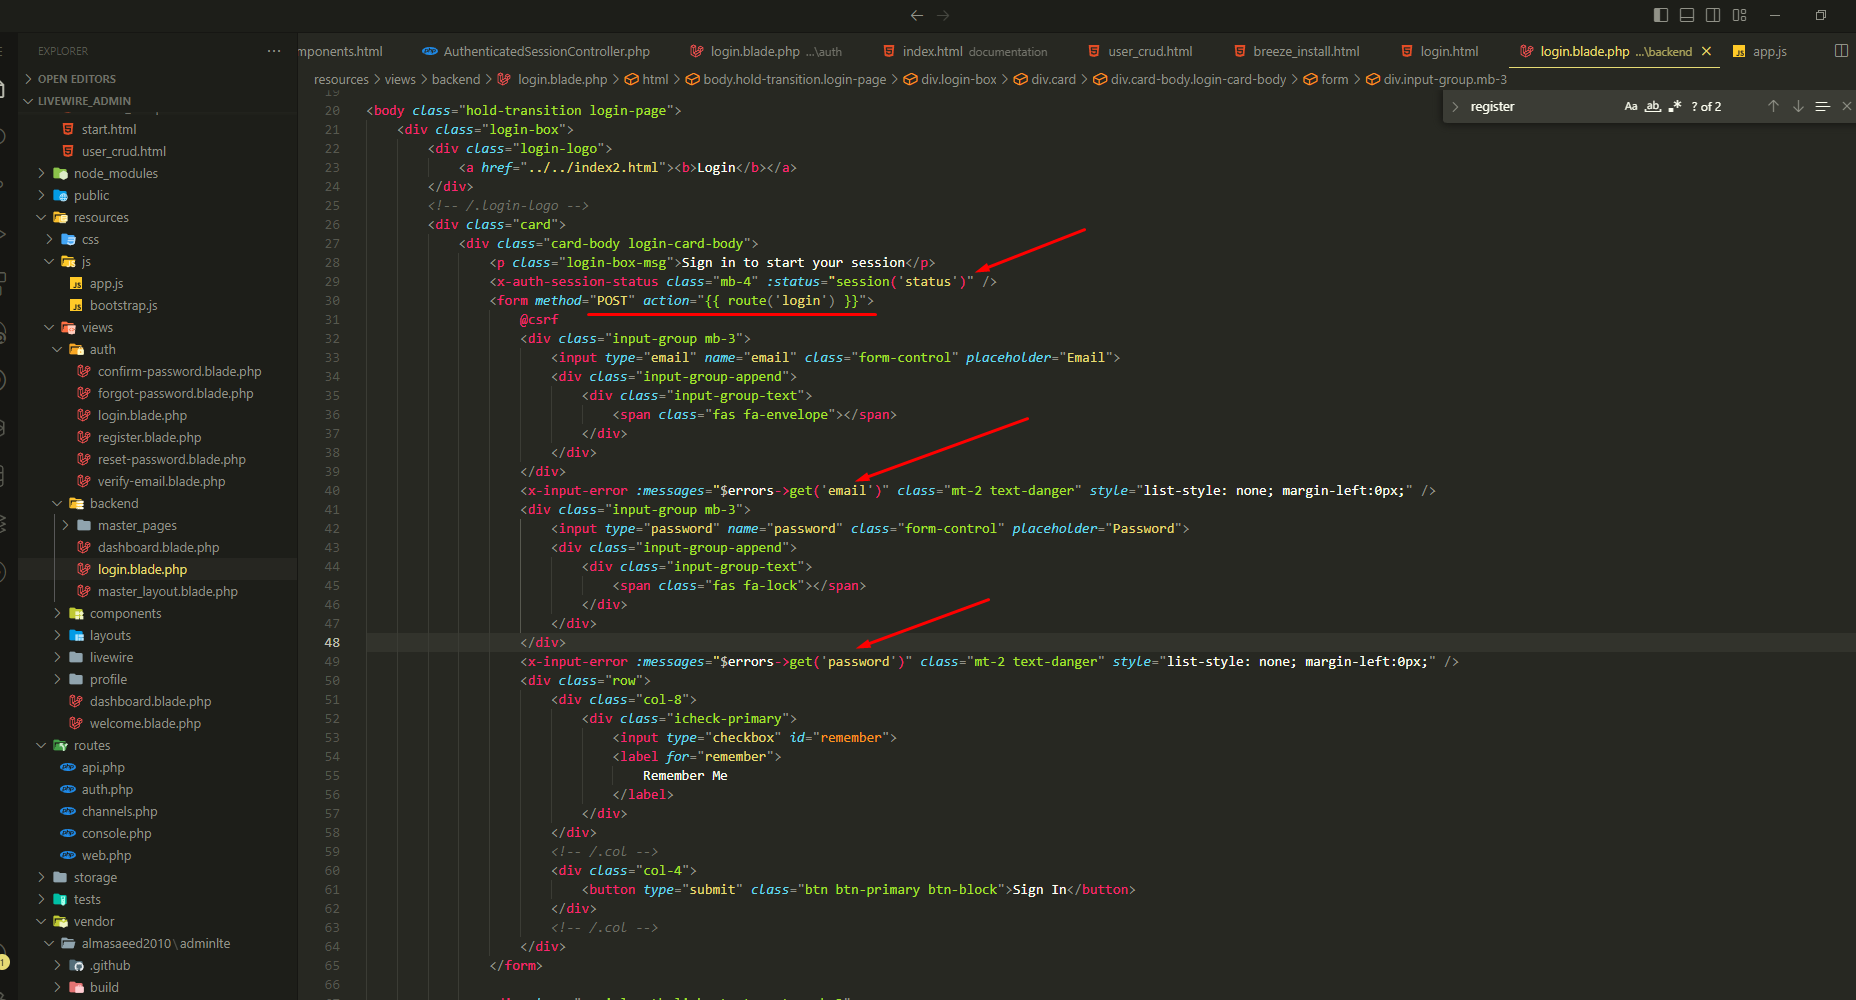 mponents.html
AuthenticatedSessionController.php
login.blade.php ...\auth
index.html documentation
user_crud.html
breeze_install.html
login.html
login.blade.php ...\backend
app.js
EXPLORER
OPEN EDITORS
LIVEWIRE_ADMIN
start.html
user_crud.html
node_modules
public
resources
css
js
app.js
bootstrap.js
views
auth
confirm-password.blade.php
forgot-password.blade.php
login.blade.php
register.blade.php
reset-password.blade.php
verify-email.blade.php
backend
master_pages
dashboard.blade.php
login.blade.php
master_layout.blade.php
components
layouts
livewire
profile
dashboard.blade.php
welcome.blade.php
routes
api.php
auth.php
channels.php
console.php
web.php
storage
tests
vendor
almasaeed2010\adminlte
.github
build
1
resources > views > backend > login.blade.php > html > body.hold-transition.login-page > div.login-box > div.card > div.card-body.login-card-body > form > div.input-group.mb-3
register
Aa ab .* ? of 2
19
20 <body class="hold-transition login-page">
21 <div class="login-box">
22 <div class="login-logo">
23 <a href="../../index2.html"><b>Login</b></a>
24 </div>
25 <!-- /.login-logo -->
26 <div class="card">
27 <div class="card-body login-card-body">
28 <p class="login-box-msg">Sign in to start your session</p>
29 <x-auth-session-status class="mb-4" :status="session('status')" />
30 <form method="POST" action="{{ route('login') }}">
31 @csrf
32 <div class="input-group mb-3">
33 <input type="email" name="email" class="form-control" placeholder="Email">
34 <div class="input-group-append">
35 <div class="input-group-text">
36 <span class="fas fa-envelope"></span>
37 </div>
38 </div>
39 </div>
40 <x-input-error :messages="$errors->get('email')" class="mt-2 text-danger" style="list-style: none; margin-left:0px;" />
41 <div class="input-group mb-3">
42 <input type="password" name="password" class="form-control" placeholder="Password">
43 <div class="input-group-append">
44 <div class="input-group-text">
45 <span class="fas fa-lock"></span>
46 </div>
47 </div>
48 </div>
49 <x-input-error :messages="$errors->get('password')" class="mt-2 text-danger" style="list-style: none; margin-left:0px;" />
50 <div class="row">
51 <div class="col-8">
52 <div class="icheck-primary">
53 <input type="checkbox" id="remember">
54 <label for="remember">
55 Remember Me
56 </label>
57 </div>
58 </div>
59 <!-- /.col -->
60 <div class="col-4">
61 <button type="submit" class="btn btn-primary btn-block">Sign In</button>
62 </div>
63 <!-- /.col -->
64 </div>
65 </form>
66